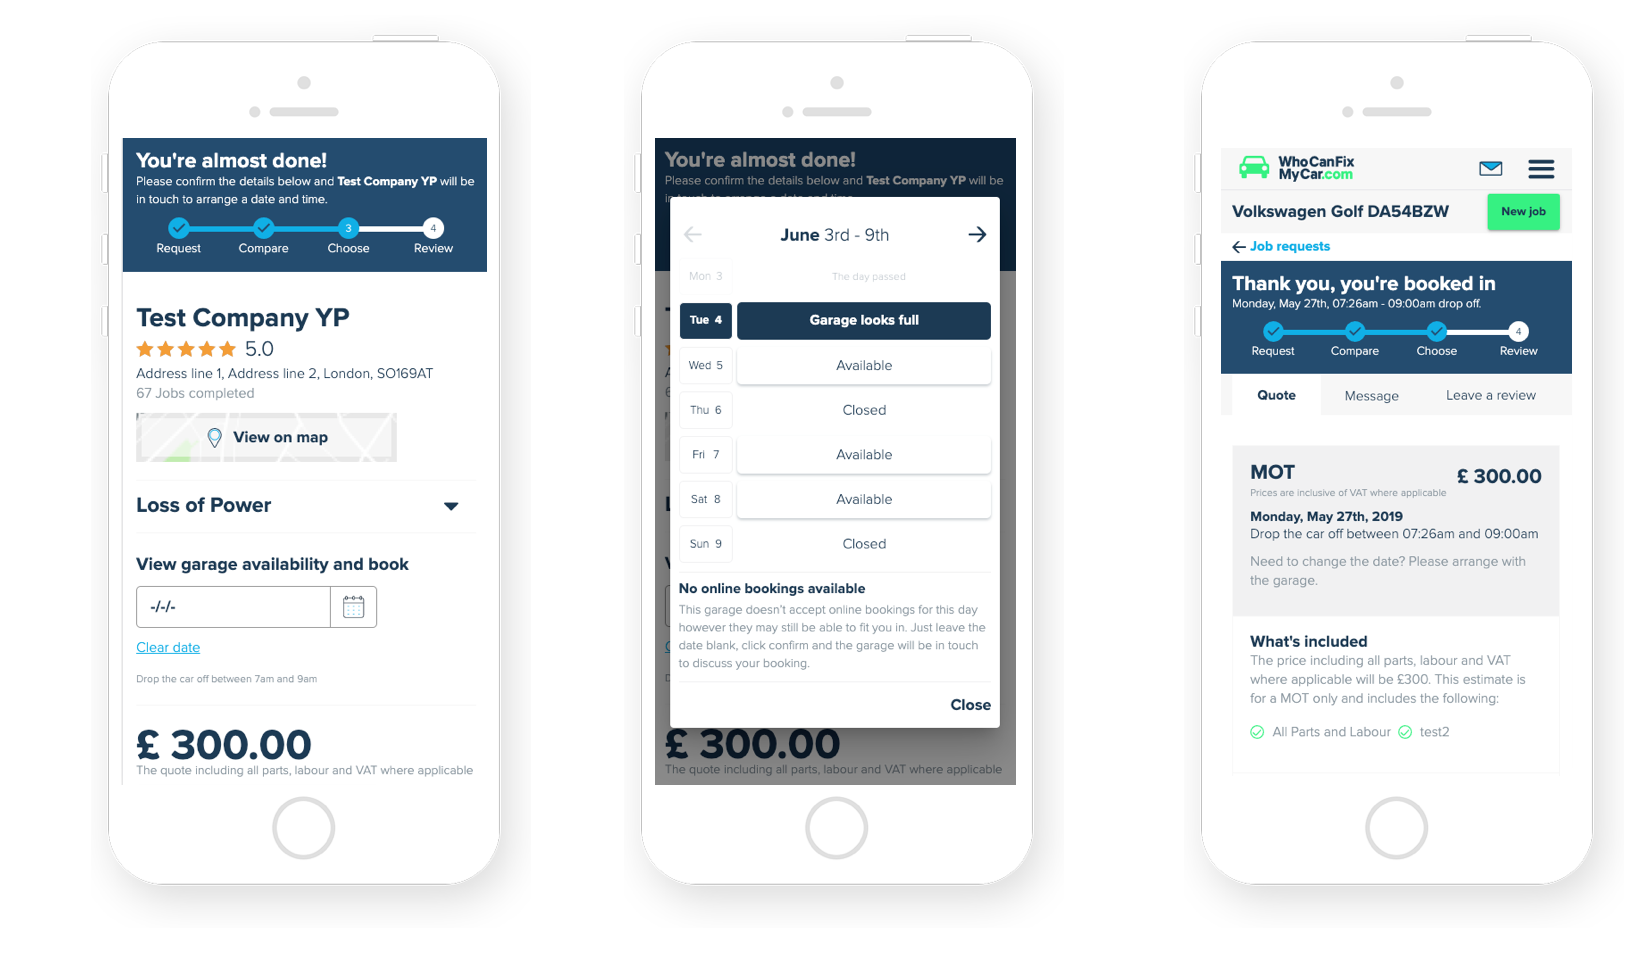 You're almost done!
Please confirm the details below and Test Company YP will be
in touch to arrange a date and time.
3
4
Request
Compare
Choose
Review
Test Company YP
5.0
Address line 1, Address line 2, London, SO169AT
67 Jobs completed
View on map
Loss of Power
View garage availability and book
-/-/-
Clear date
Drop the car off between 7am and 9am
£ 300.00
The quote including all parts, labour and VAT where applicable
You're almost done!
Please confirm the details below and Test Company YP will be
in touch to arrange a date and time.
June 3rd - 9th
Mon 3
The day passed
Tue 4
Garage looks full
Wed 5
Available
Thu 6
Closed
Fri 7
Available
Sat 8
Available
Sun 9
Closed
No online bookings available
This garage doesn't accept online bookings for this day
however they may still be able to fit you in. Just leave the
date blank, click confirm and the garage will be in touch
to discuss your booking.
Close
£ 300.00
The quote including all parts, labour and VAT where applicable
WhoCanFix
MyCar.com
Volkswagen Golf DA54BZW
New job
Job requests
Thank you, you're booked in
Monday, May 27th, 07:26am - 09:00am drop off.
4
Request
Compare
Choose
Review
Quote
Message
Leave a review
MOT
£ 300.00
Prices are inclusive of VAT where applicable
Monday, May 27th, 2019
Drop the car off between 07:26am and 09:00am
Need to change the date? Please arrange with
the garage.
What's included
The price including all parts, labour and VAT
where applicable will be £300. This estimate is
for a MOT only and includes the following:
All Parts and Labour
test2